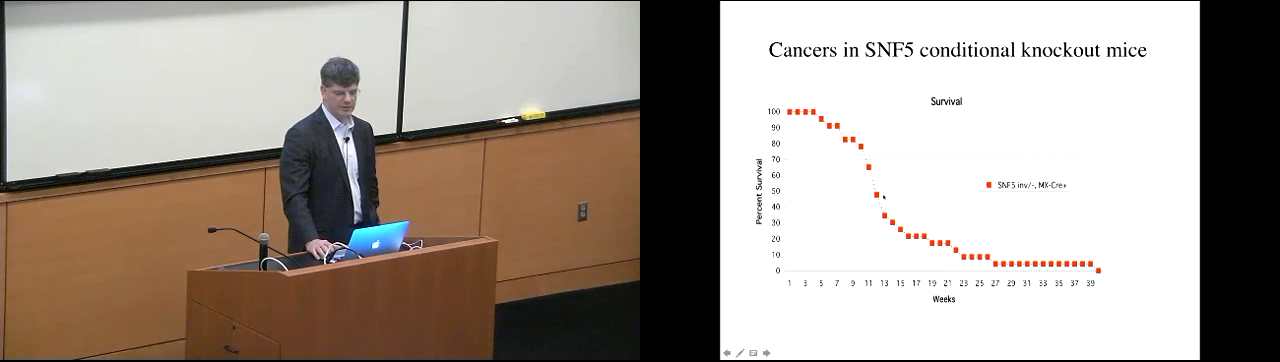 Cancers in SNF5 conditional knockout mice
Survival
100
90
80
70
60
50
40
30
20
10
0
Percent Survival
SNF5 inv/-, MX-Cre+
1 3 5 7 9 11 13 15 17 19 21 23 25 27 29 31 33 35 37 39
Weeks